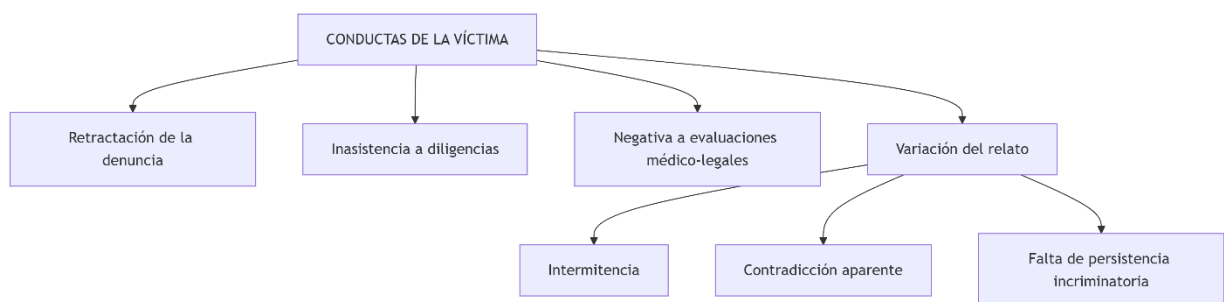 CONDUCTAS DE LA VÍCTIMA
Retractación de la
denuncia
Inasistencia a diligencias
Negativa a evaluaciones
médico-legales
Variación del relato
Intermitencia
Contradicción aparente
Falta de persistencia
incriminatoria